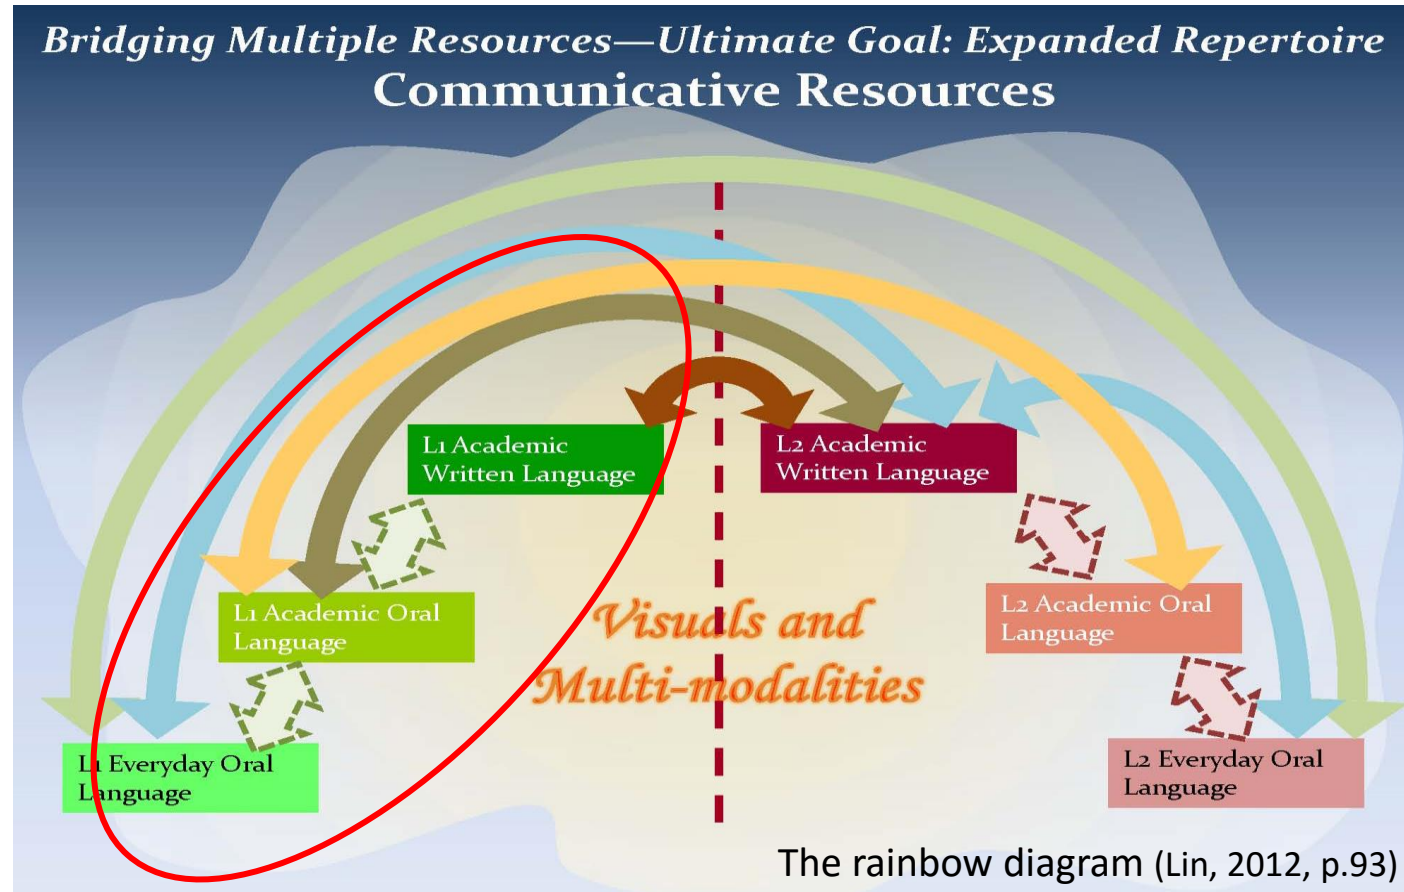 Bridging Multiple Resources—Ultimate Goal: Expanded Repertoire
Communicative Resources
L1 Academic
Written Language
L2 Academic
Written Language
L1 Academic Oral
Language
L2 Academic Oral
Language
Visuals and
Multi-modalities
L1 Everyday Oral
Language
L2 Everyday Oral
Language
The rainbow diagram (Lin, 2012, p.93)